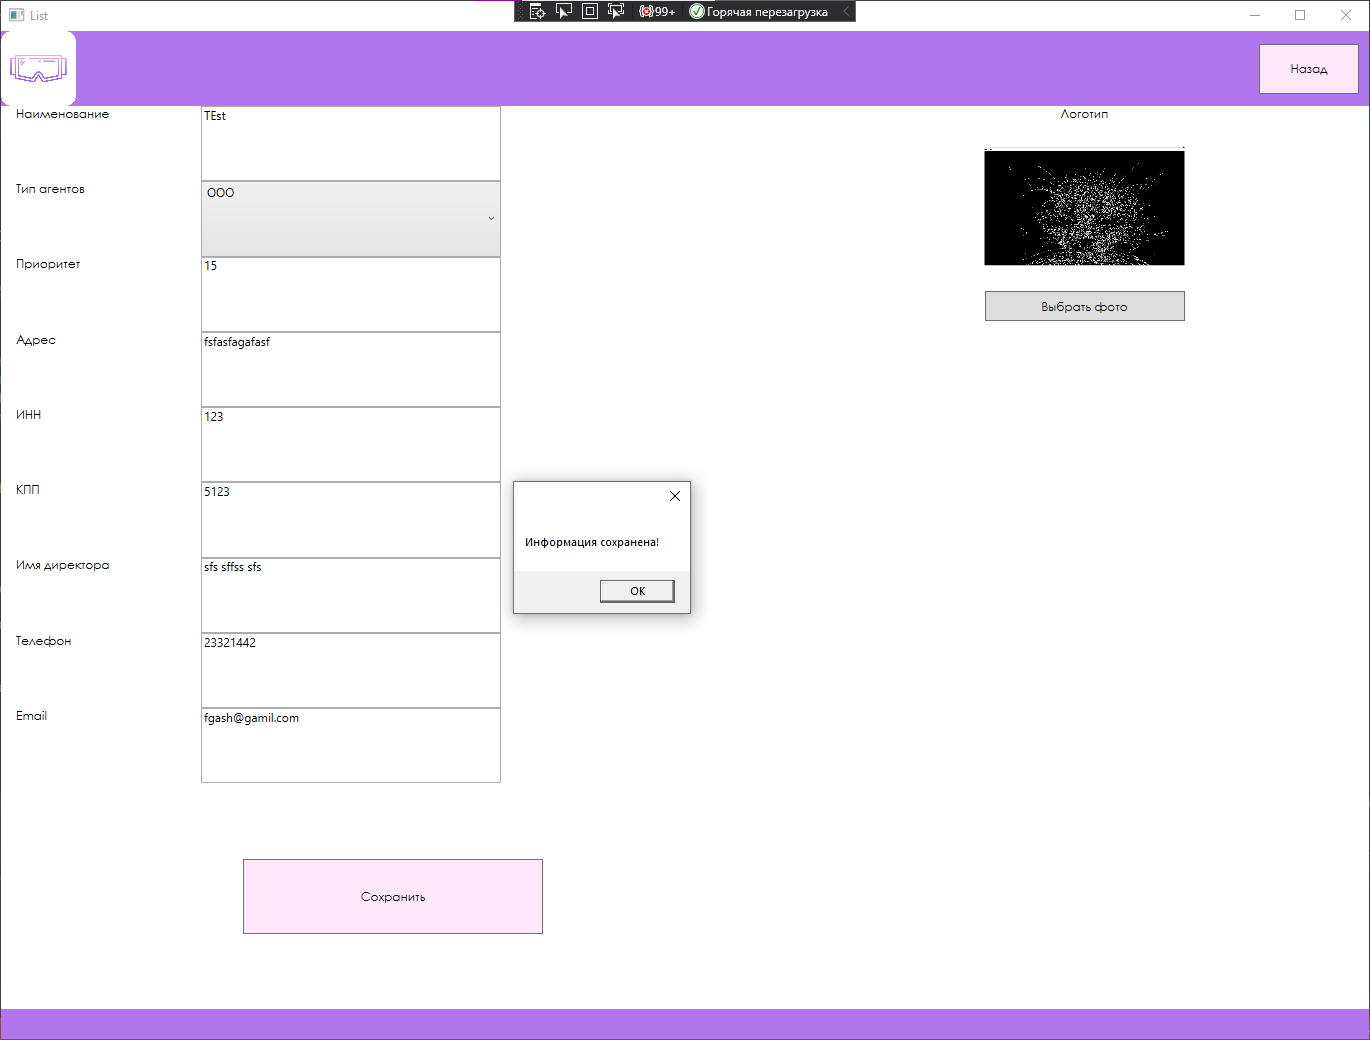 List
99+ Горячая перезагрузка
Назад
Наименование
TEst
Логотип
Тип агентов
ООО
Приоритет
15
Выбрать фото
Адрес
fsfasfagafasf
ИНН
123
КПП
5123
Информация сохранена!
ОК
Имя директора
sfs sffss sfs
Телефон
23321442
Email
fgash@gamil.com
Сохранить